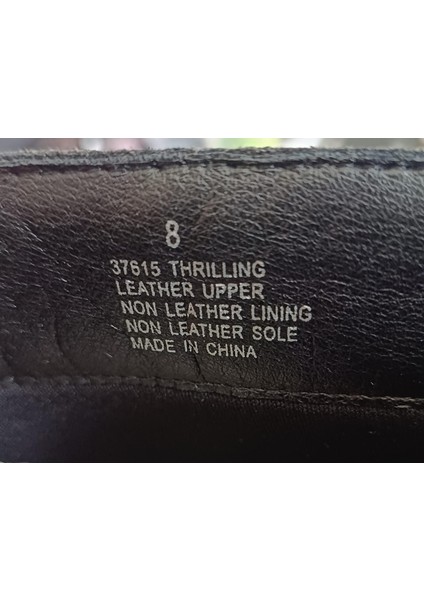 8
37615 THRILLING
LEATHER UPPER
NON LEATHER LINING
NON LEATHER SOLE
MADE IN CHINA